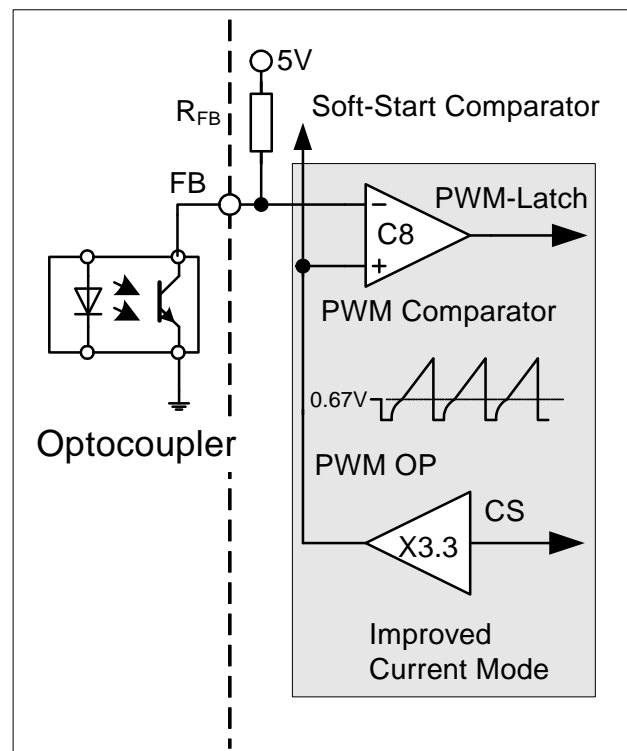 5V
R_FB
Soft-Start Comparator
FB
PWM-Latch
−
C8
+
PWM Comparator
0.67V
Optocoupler
PWM OP
CS
X3.3
Improved
Current Mode